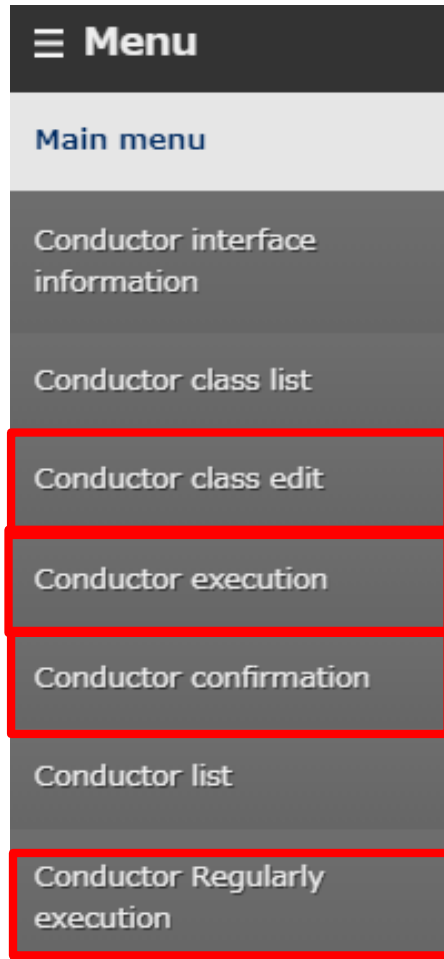 Menu
Main menu
Conductor interface
information
Conductor class list
Conductor class edit
Conductor execution
Conductor confirmation
Conductor list
Conductor Regularly
execution